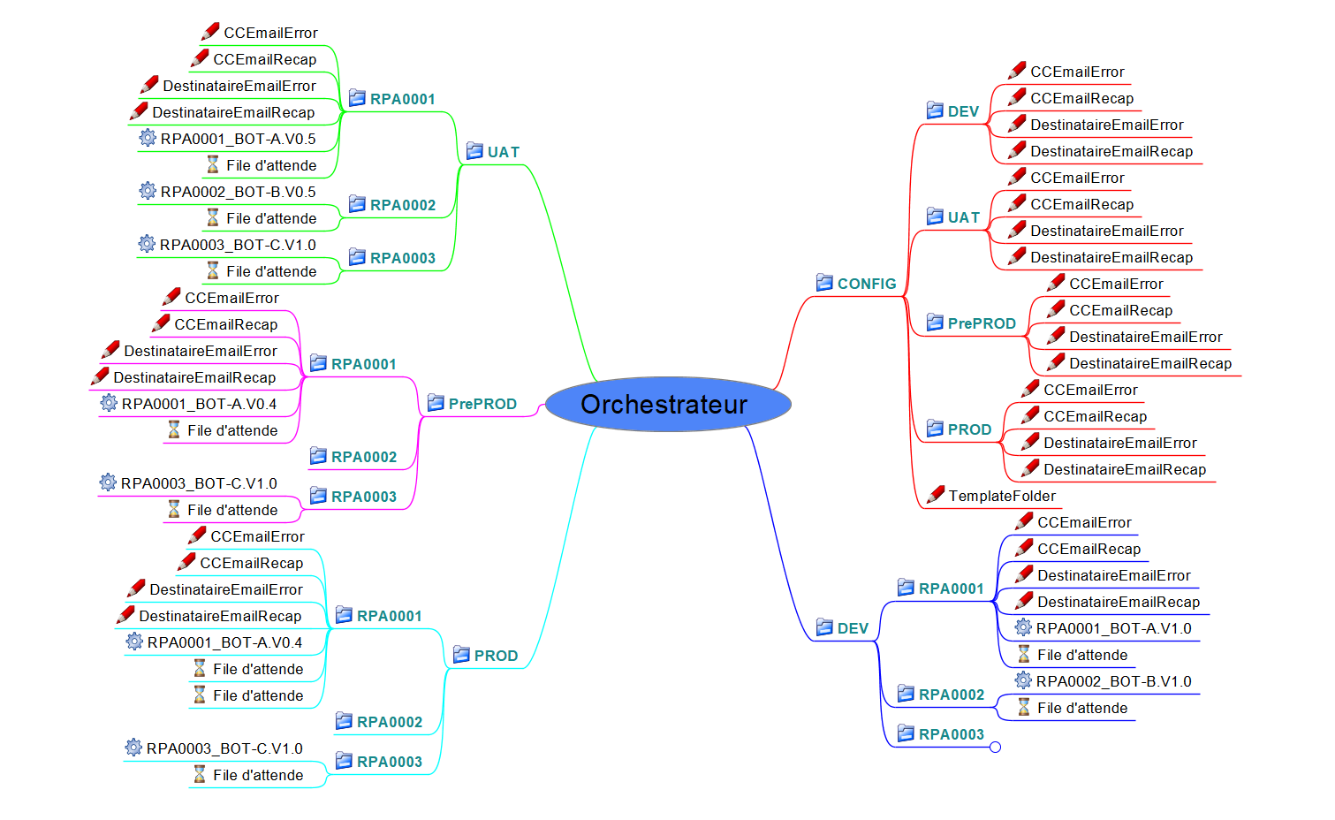 Orchestrateur
UAT
RPA0001
CCEmailError
CCEmailRecap
DestinataireEmailError
DestinataireEmailRecap
RPA0001_BOT-A.V0.5
File d'attende
RPA0002
RPA0002_BOT-B.V0.5
File d'attende
RPA0003
RPA0003_BOT-C.V1.0
File d'attende
PrePROD
RPA0001
CCEmailError
CCEmailRecap
DestinataireEmailError
DestinataireEmailRecap
RPA0001_BOT-A.V0.4
File d'attende
RPA0002
RPA0003
RPA0003_BOT-C.V1.0
File d'attende
PROD
RPA0001
CCEmailError
CCEmailRecap
DestinataireEmailError
DestinataireEmailRecap
RPA0001_BOT-A.V0.4
File d'attende
File d'attende
RPA0002
RPA0003
RPA0003_BOT-C.V1.0
File d'attende
CONFIG
DEV
CCEmailError
CCEmailRecap
DestinataireEmailError
DestinataireEmailRecap
UAT
CCEmailError
CCEmailRecap
DestinataireEmailError
DestinataireEmailRecap
PrePROD
CCEmailError
CCEmailRecap
DestinataireEmailError
DestinataireEmailRecap
PROD
CCEmailError
CCEmailRecap
DestinataireEmailError
DestinataireEmailRecap
TemplateFolder
DEV
RPA0001
CCEmailError
CCEmailRecap
DestinataireEmailError
DestinataireEmailRecap
RPA0001_BOT-A.V1.0
File d'attende
RPA0002
RPA0002_BOT-B.V1.0
File d'attende
RPA0003